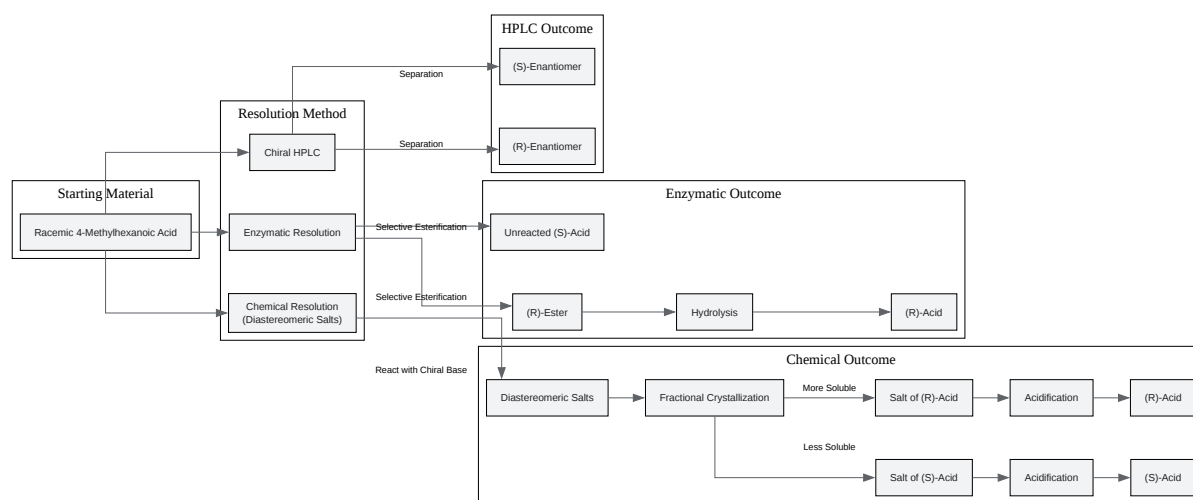 HPLC Outcome
(S)-Enantiomer
Separation
Resolution Method
Chiral HPLC
Separation
(R)-Enantiomer
Starting Material
Racemic 4-Methylhexanoic Acid
Enzymatic Outcome
Enzymatic Resolution
Selective Esterification
Unreacted (S)-Acid
Chemical Resolution
(Diastereomeric Salts)
Selective Esterification
(R)-Ester
Hydrolysis
(R)-Acid
Chemical Outcome
React with Chiral Base
Diastereomeric Salts
Fractional Crystallization
More Soluble
Salt of (R)-Acid
Acidification
(R)-Acid
Less Soluble
Salt of (S)-Acid
Acidification
(S)-Acid